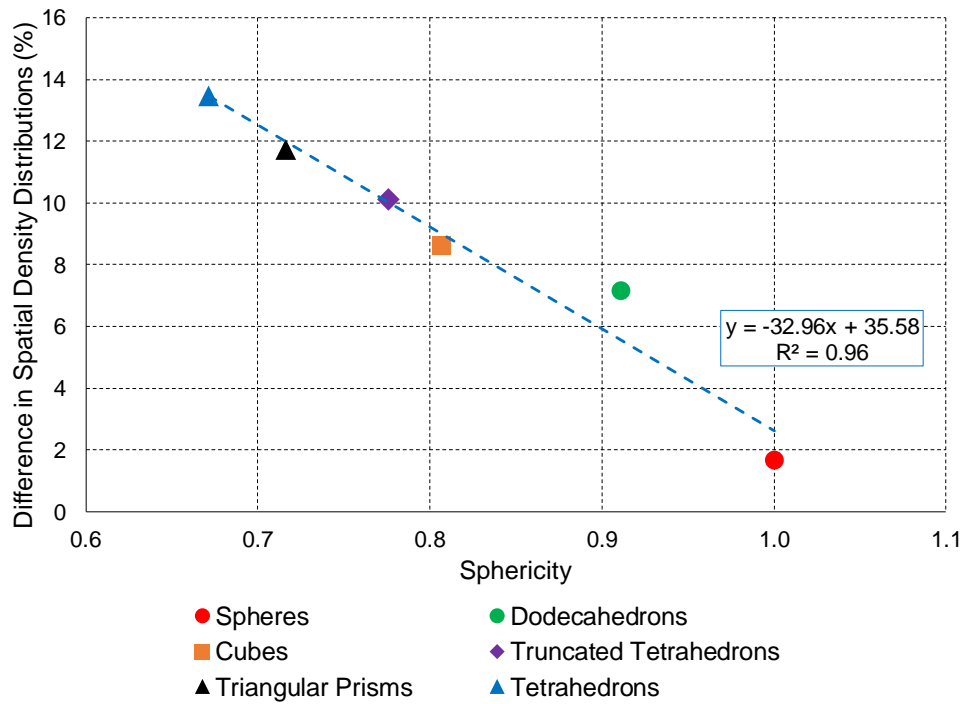 Difference in Spatial Density Distributions (%)
16
14
12
10
8
6
4
2
0
0.6 0.7 0.8 0.9 1.0 1.1
y = -32.96x + 35.58
R² = 0.96
Sphericity
Spheres Dodecahedrons
Cubes Truncated Tetrahedrons
Triangular Prisms Tetrahedrons